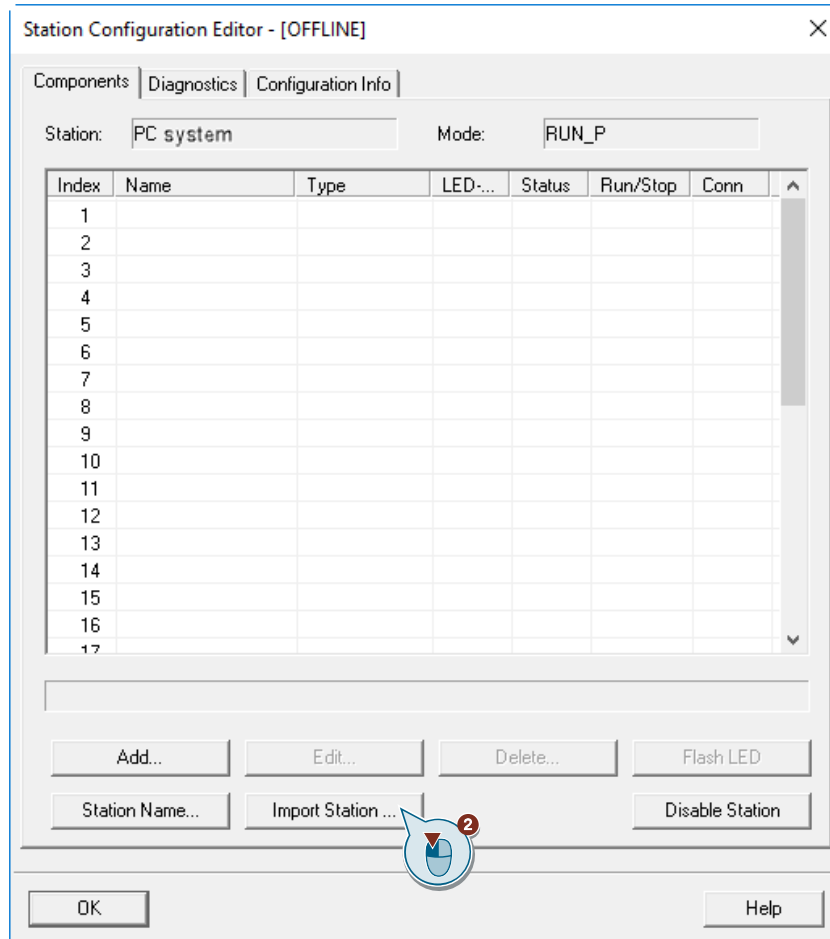 Station Configuration Editor - [OFFLINE]
Components Diagnostics Configuration Info
Station: PC system Mode: RUN_P
Index Name Type LED-... Status Run/Stop Conn
1
2
3
4
5
6
7
8
9
10
11
12
13
14
15
16
17
Add... Edit... Delete... Flash LED
Station Name... Import Station ... Disable Station
2
OK Help